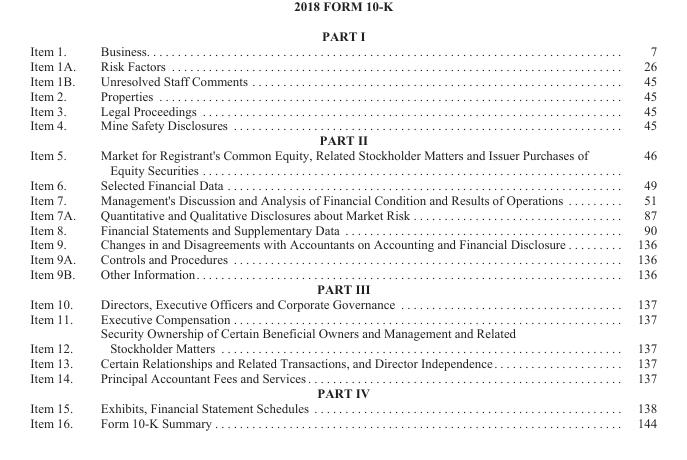 2018 FORM 10-K
PART I
Item 1. Business. . . . . . . . . . . . . . . . . . . . . . . . . . . . . . . . 7
Item 1A. Risk Factors . . . . . . . . . . . . . . . . . . . . . . . . . . . . . . . . 26
Item 1B. Unresolved Staff Comments . . . . . . . . . . . . . . . . . . . . . . . . . . . . . . . . 45
Item 2. Properties . . . . . . . . . . . . . . . . . . . . . . . . . . . . . . . . 45
Item 3. Legal Proceedings . . . . . . . . . . . . . . . . . . . . . . . . . . . . . . . . 45
Item 4. Mine Safety Disclosures . . . . . . . . . . . . . . . . . . . . . . . . . . . . . . . . 45
PART II
Item 5. Market for Registrant's Common Equity, Related Stockholder Matters and Issuer Purchases of 46
Equity Securities . . . . . . . . . . . . . . . . . . . . . . . . . . . . . . . .
Item 6. Selected Financial Data . . . . . . . . . . . . . . . . . . . . . . . . . . . . . . . . 49
Item 7. Management's Discussion and Analysis of Financial Condition and Results of Operations . . . . . . . . . 51
Item 7A. Quantitative and Qualitative Disclosures about Market Risk . . . . . . . . . . . . . . . . . . . . . . . . 87
Item 8. Financial Statements and Supplementary Data . . . . . . . . . . . . . . . . . . . . . . . . . . . . . . . . 90
Item 9. Changes in and Disagreements with Accountants on Accounting and Financial Disclosure . . . . . . . . . 136
Item 9A. Controls and Procedures . . . . . . . . . . . . . . . . . . . . . . . . . . . . . . . . 136
Item 9B. Other Information . . . . . . . . . . . . . . . . . . . . . . . . . . . . . . . . 136
PART III
Item 10. Directors, Executive Officers and Corporate Governance . . . . . . . . . . . . . . . . . . . . . . . . 137
Item 11. Executive Compensation . . . . . . . . . . . . . . . . . . . . . . . . . . . . . . . . 137
Security Ownership of Certain Beneficial Owners and Management and Related
Item 12. Stockholder Matters . . . . . . . . . . . . . . . . . . . . . . . . . . . . . . . . 137
Item 13. Certain Relationships and Related Transactions, and Director Independence . . . . . . . . . . . . . . . . 137
Item 14. Principal Accountant Fees and Services . . . . . . . . . . . . . . . . . . . . . . . . . . . . . . . . 137
PART IV
Item 15. Exhibits, Financial Statement Schedules . . . . . . . . . . . . . . . . . . . . . . . . . . . . . . . . 138
Item 16. Form 10-K Summary . . . . . . . . . . . . . . . . . . . . . . . . . . . . . . . . 144